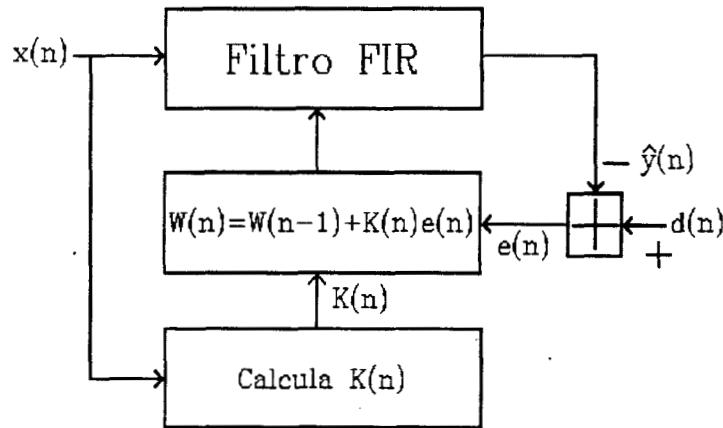 x(n)
Filtro FIR
− ŷ(n)
W(n)=W(n−1)+K(n)e(n)
e(n)
d(n)
+
K(n)
Calcula K(n)